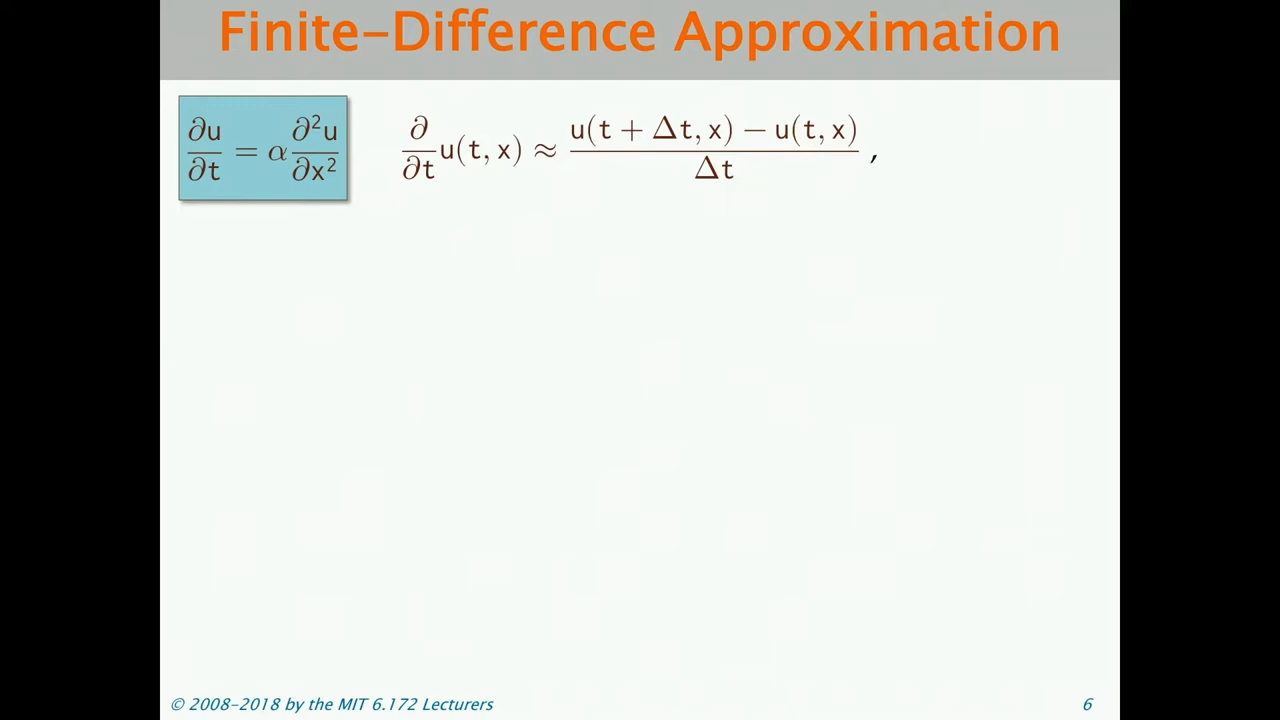 Finite-Difference Approximation
∂u/∂t = α ∂²u/∂x²
∂/∂t u(t, x) ≈ (u(t + Δt, x) − u(t, x))/Δt ,
© 2008–2018 by the MIT 6.172 Lecturers
6